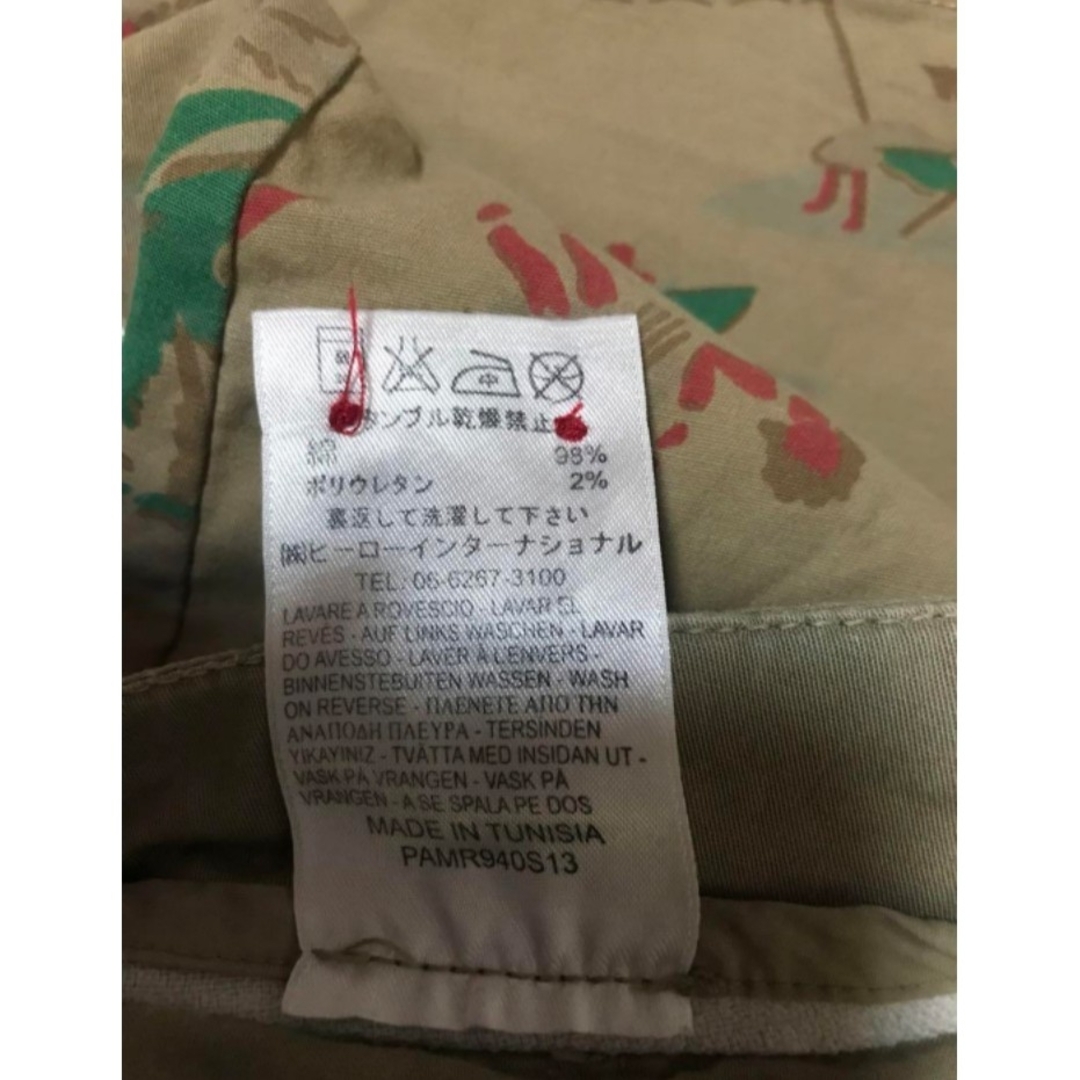 中
タンブル乾燥禁止
綿 98%
ポリウレタン 2%
裏返して洗濯して下さい
㈱ヒーローインターナショナル
TEL: 06-6267-3100
LAVARE A ROVESCIO - LAVAR EL
REVÉS - AUF LINKS WASCHEN - LAVAR
DO AVESSO - LAVER À L'ENVERS -
BINNENSTEBUITEN WASSEN - WASH
ON REVERSE - ΠΛΕΝΕΤΕ ΑΠΟ ΤΗΝ
ΑΝΑΠΟΔΗ ΠΛΕΥΡΑ - TERSINDEN
YIKAYINIZ - TVÄTTA MED INSIDAN UT -
VASK PÅ VRANGEN - VASK PÅ
VRANGEN - A SE SPALA PE DOS
MADE IN TUNISIA
PAMR940S13